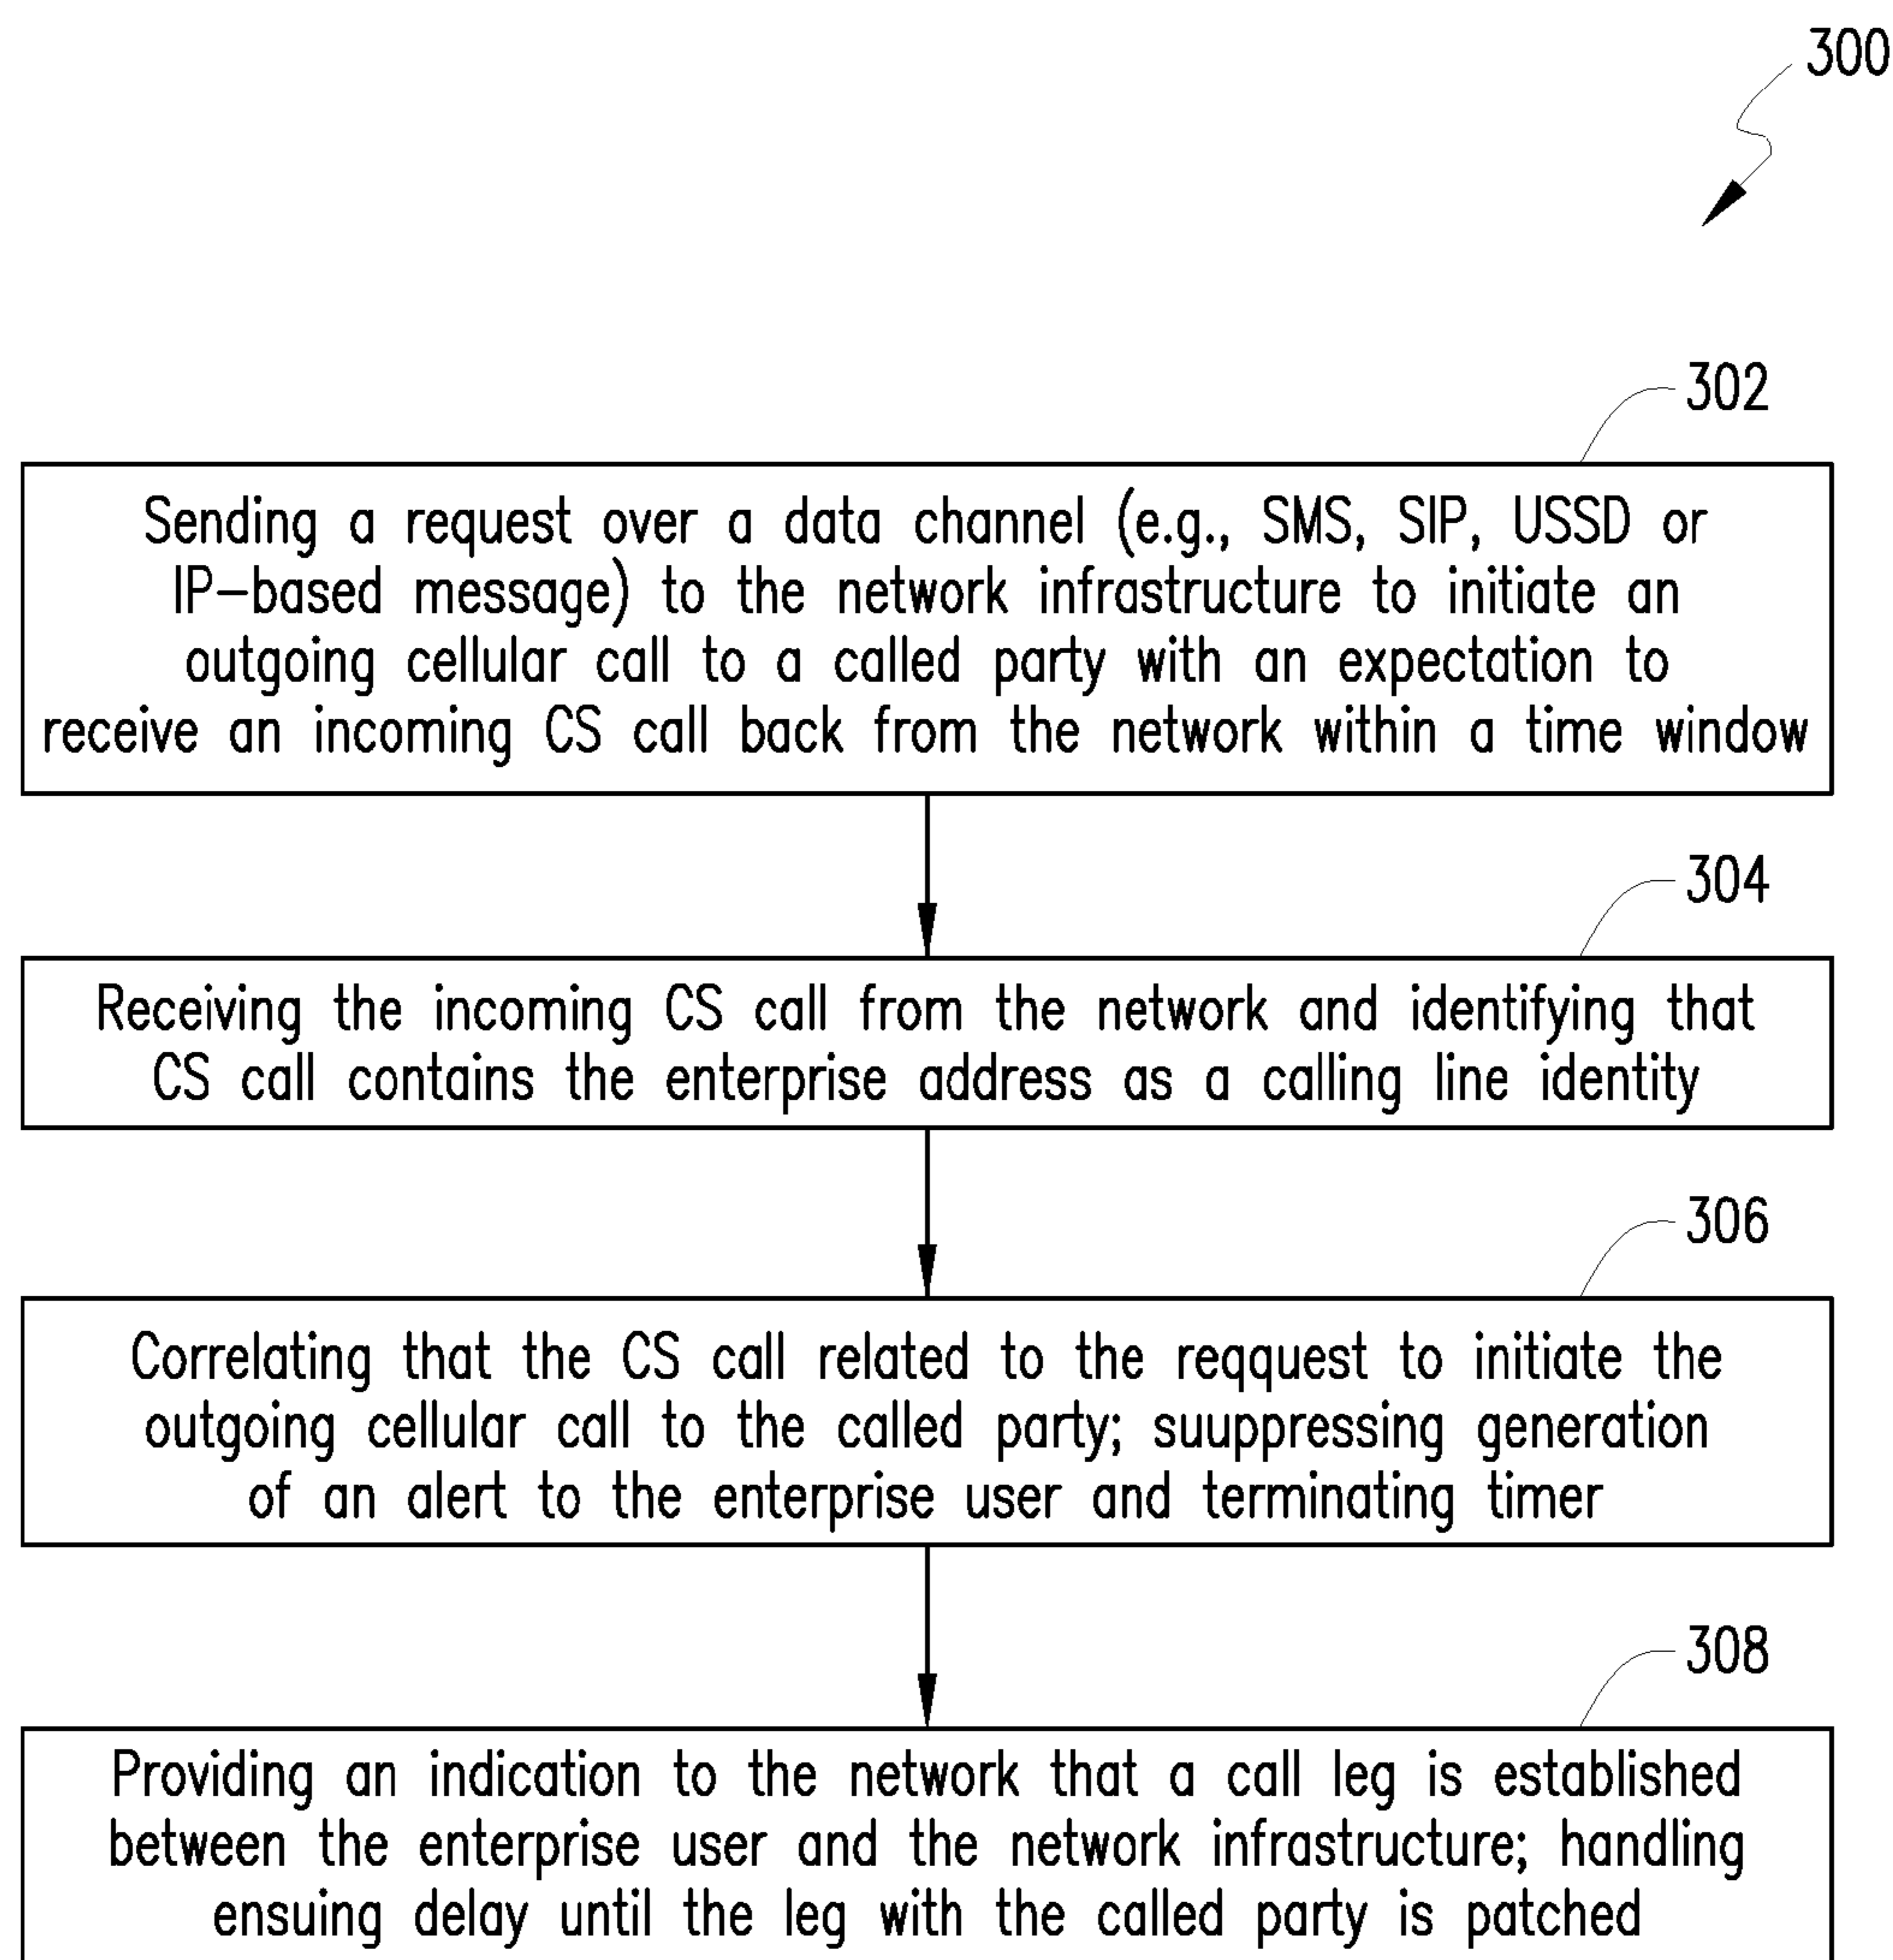 300
302
Sending a request over a data channel (e.g., SMS, SIP, USSD or
IP-based message) to the network infrastructure to initiate an
outgoing cellular call to a called party with an expectation to
receive an incoming CS call back from the network within a time window
304
Receiving the incoming CS call from the network and identifying that
CS call contains the enterprise address as a calling line identity
306
Correlating that the CS call related to the reqquest to initiate the
outgoing cellular call to the called party; suuppressing generation
of an alert to the enterprise user and terminating timer
308
Providing an indication to the network that a call leg is established
between the enterprise user and the network infrastructure; handling
ensuing delay until the leg with the called party is patched